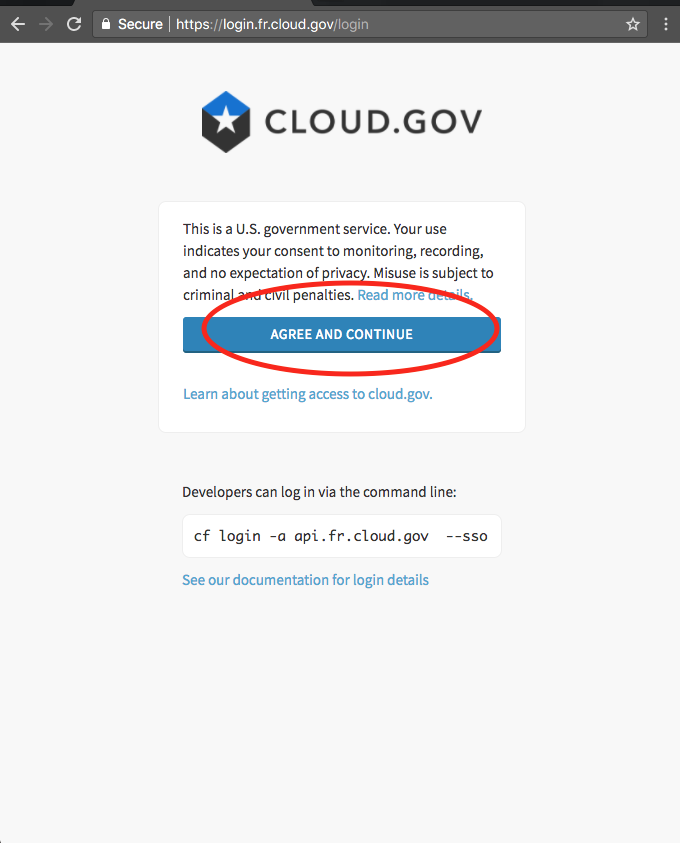 Secure | https://login.fr.cloud.gov/login
CLOUD.GOV
This is a U.S. government service. Your use
indicates your consent to monitoring, recording,
and no expectation of privacy. Misuse is subject to
criminal and civil penalties. Read more details.
AGREE AND CONTINUE
Learn about getting access to cloud.gov.
Developers can log in via the command line:
cf login -a api.fr.cloud.gov  --sso
See our documentation for login details